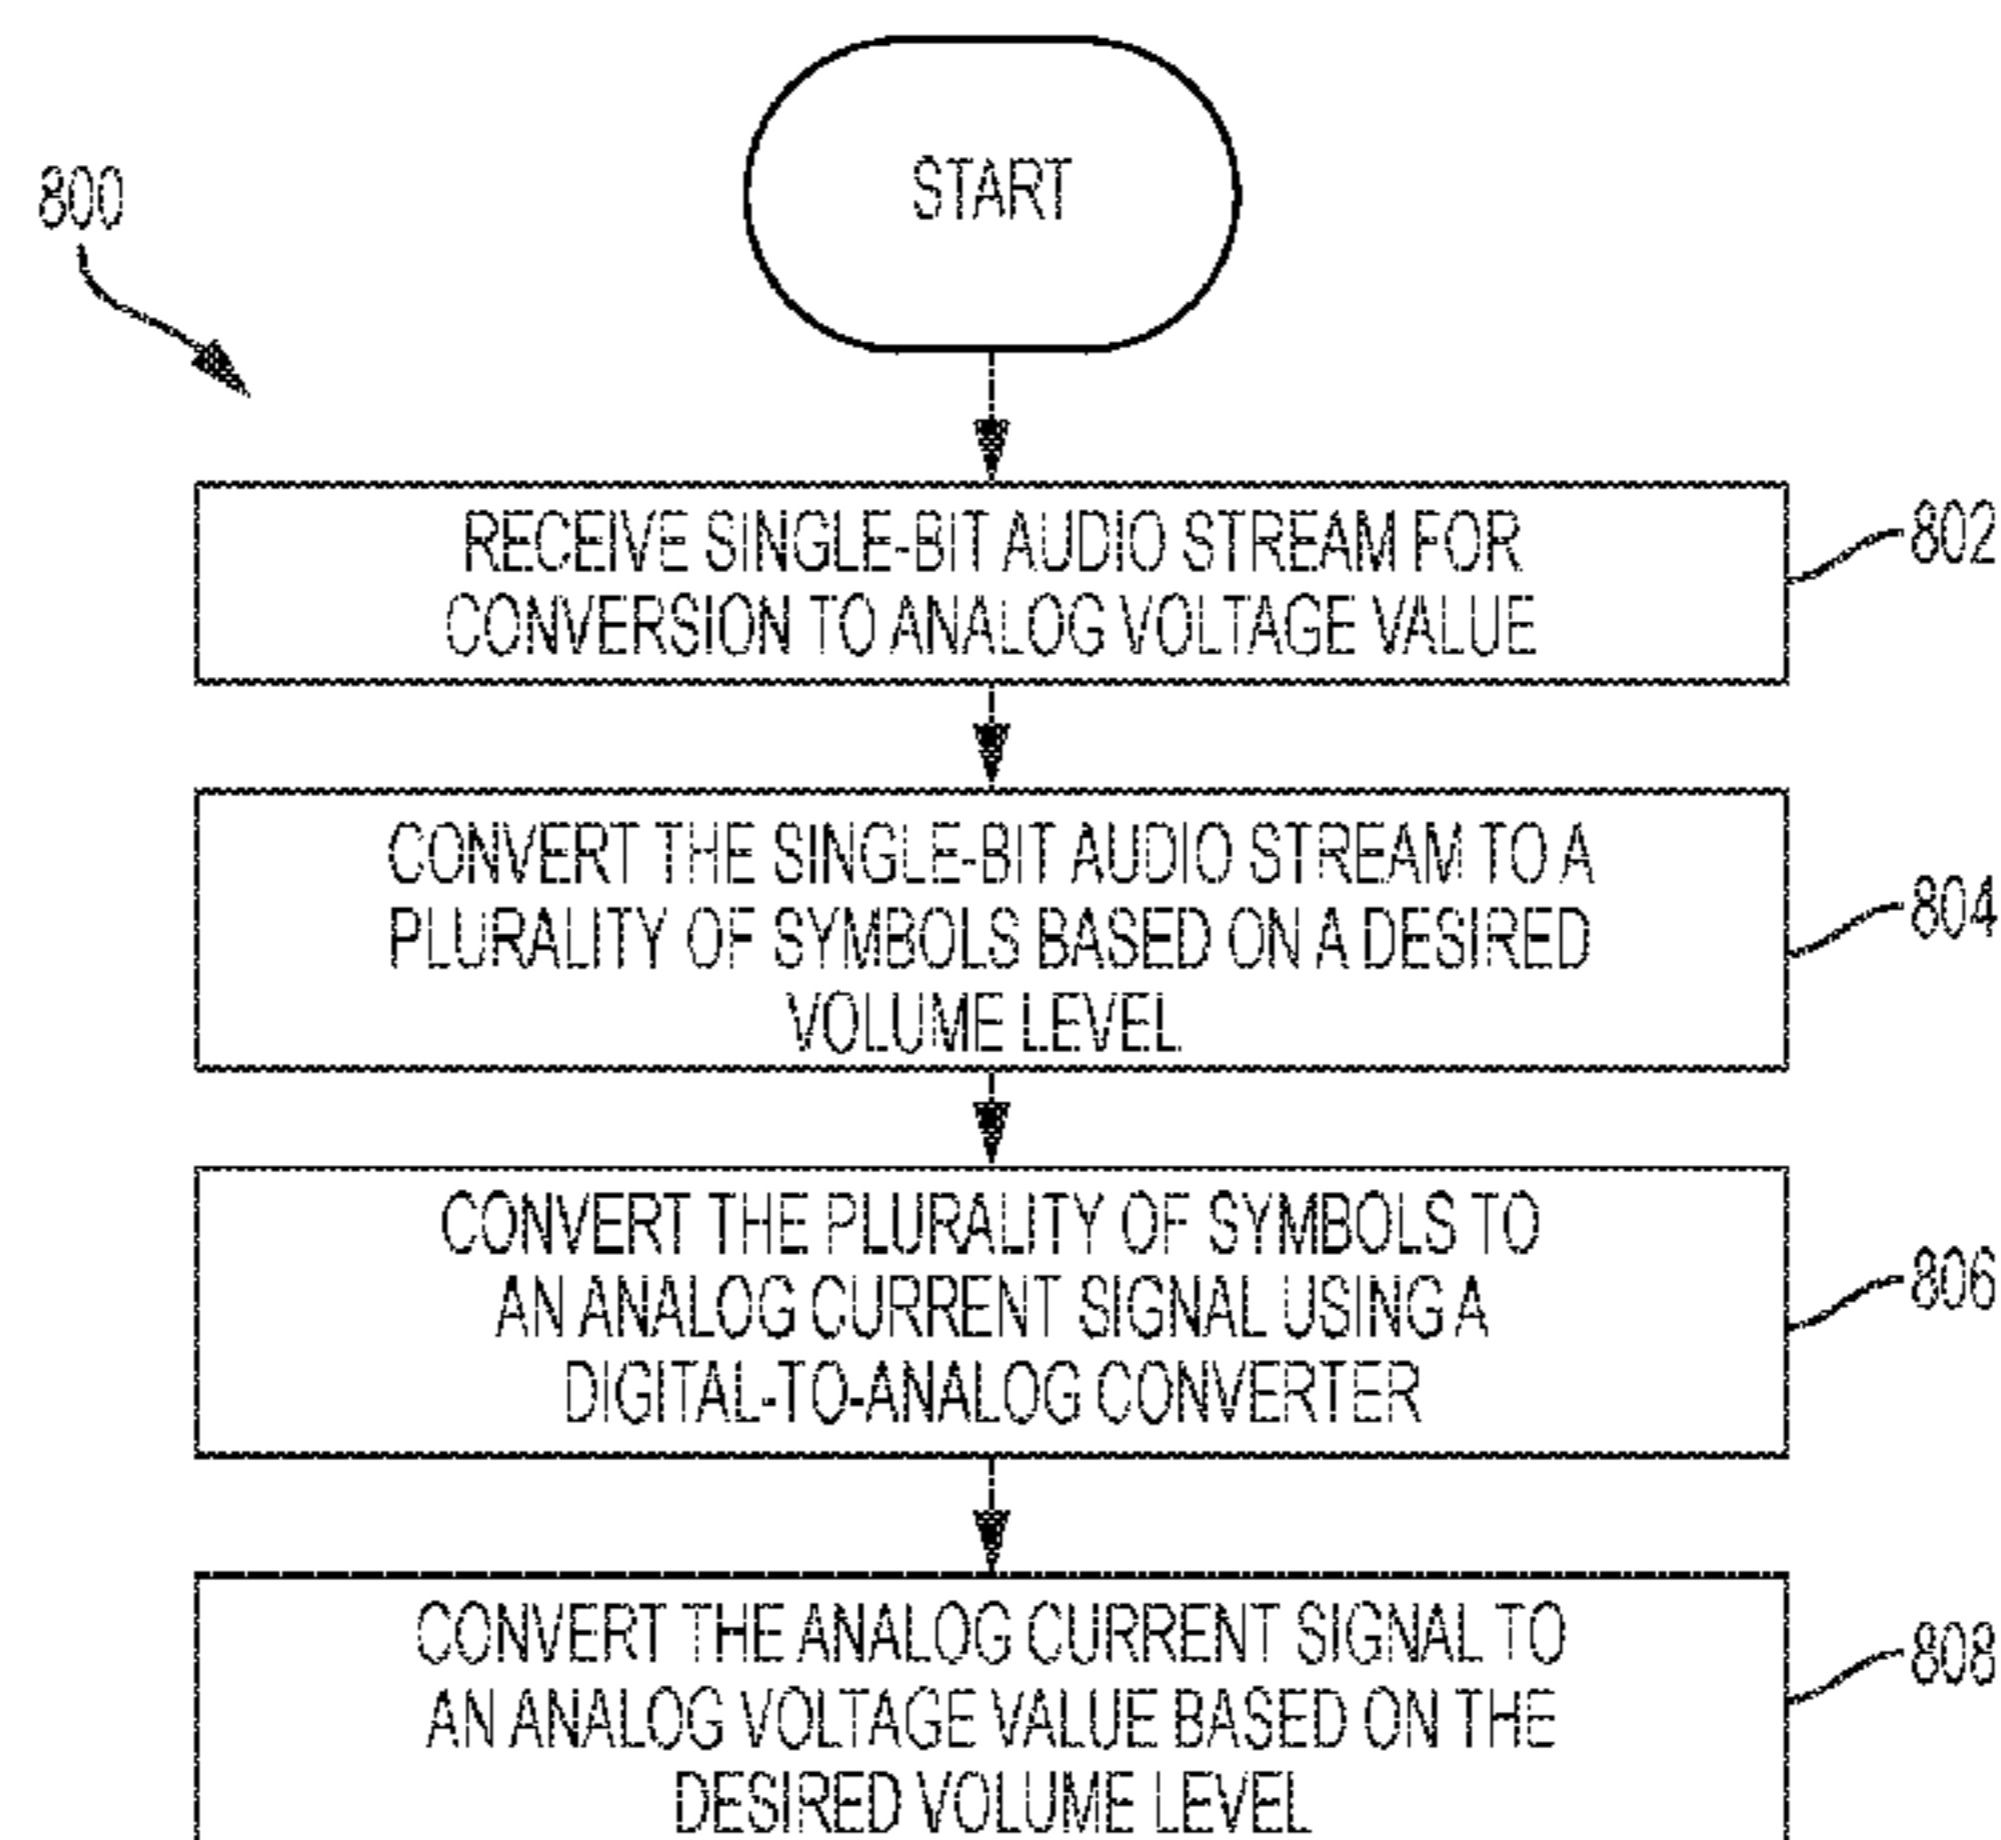 START
800
RECEIVE SINGLE-BIT AUDIO STREAM FOR
CONVERSION TO ANALOG VOLTAGE VALUE
802
CONVERT THE SINGLE-BIT AUDIO STREAM TO A
PLURALITY OF SYMBOLS BASED ON A DESIRED
VOLUME LEVEL
804
CONVERT THE PLURALITY OF SYMBOLS TO
AN ANALOG CURRENT SIGNAL USING A
DIGITAL-TO-ANALOG CONVERTER
806
CONVERT THE ANALOG CURRENT SIGNAL TO
AN ANALOG VOLTAGE VALUE BASED ON THE
DESIRED VOLUME LEVEL
808